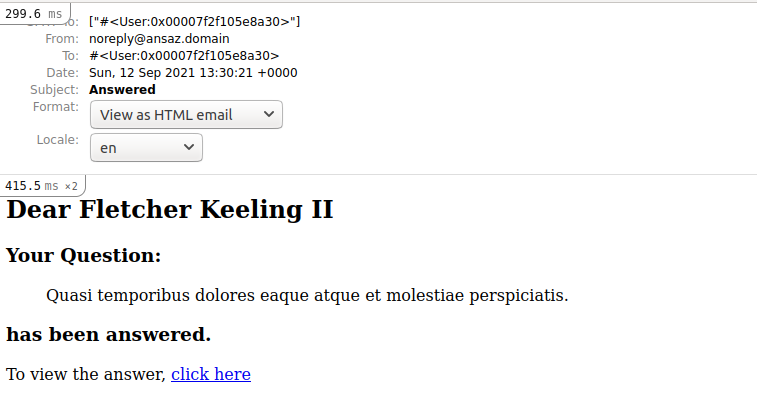 299.6 ms
To: ["#<User:0x00007f2f105e8a30>"]
From: noreply@ansaz.domain
To: #<User:0x00007f2f105e8a30>
Date: Sun, 12 Sep 2021 13:30:21 +0000
Subject: Answered
Format: View as HTML email
Locale: en
415.5 ms ×2
Dear Fletcher Keeling II
Your Question:
Quasi temporibus dolores eaque atque et molestiae perspiciatis.
has been answered.
To view the answer, click here